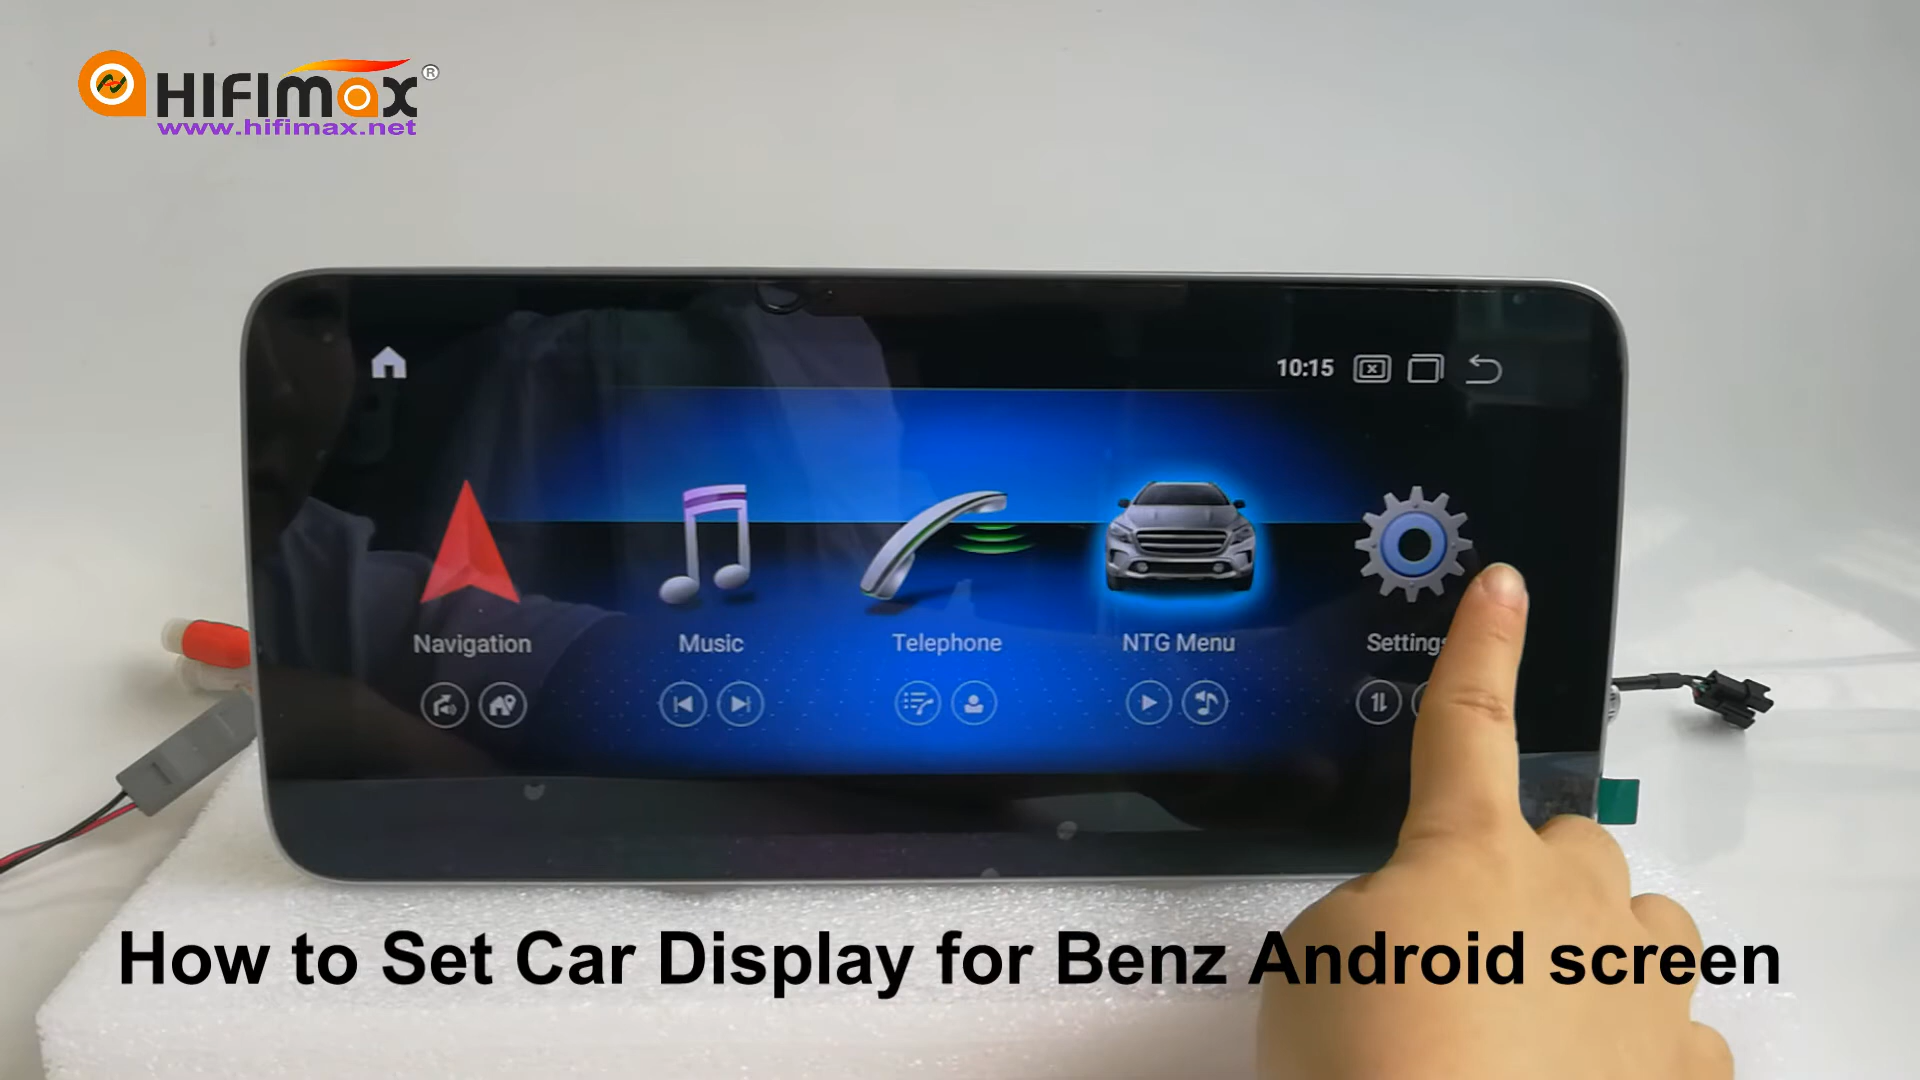 HIFIMAX®
www.hifimax.net
10:15
Navigation
Music
Telephone
NTG Menu
Settings
How to Set Car Display for Benz Android screen